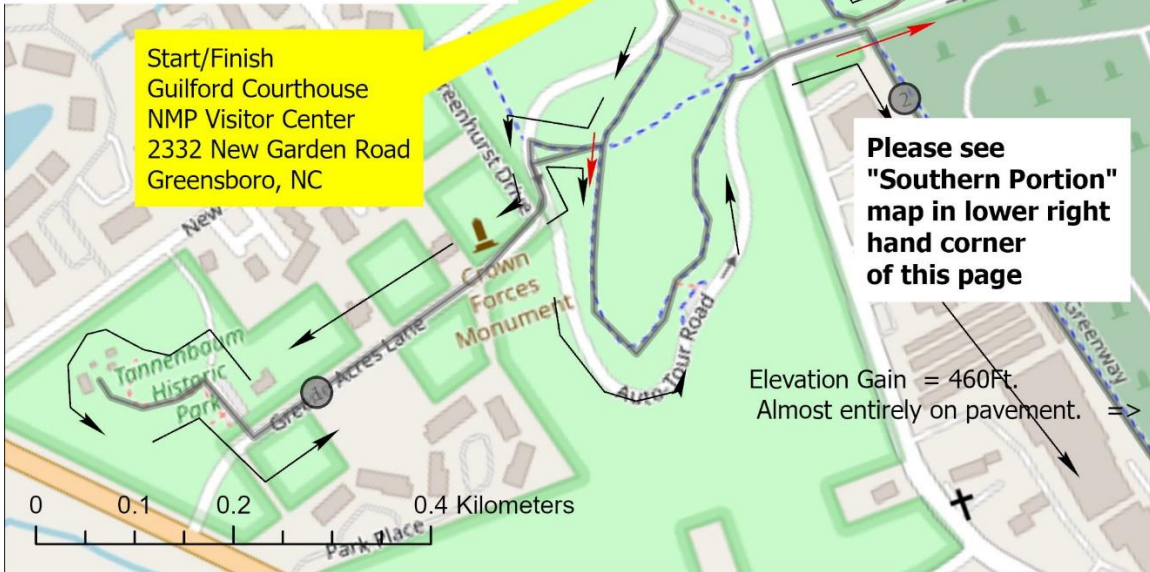 Start/Finish
Guilford Courthouse
NMP Visitor Center
2332 New Garden Road
Greensboro, NC
Greenhurst Drive
New
Crown
Forces
Monument
Tannenbaum
Historic
Park
Acres Lane
Auto Tour Road
2
Please see
"Southern Portion"
map in lower right
hand corner
of this page
Greenway
Elevation Gain = 460Ft.
Almost entirely on pavement. =>
0 0.1 0.2 0.4 Kilometers
Park Place